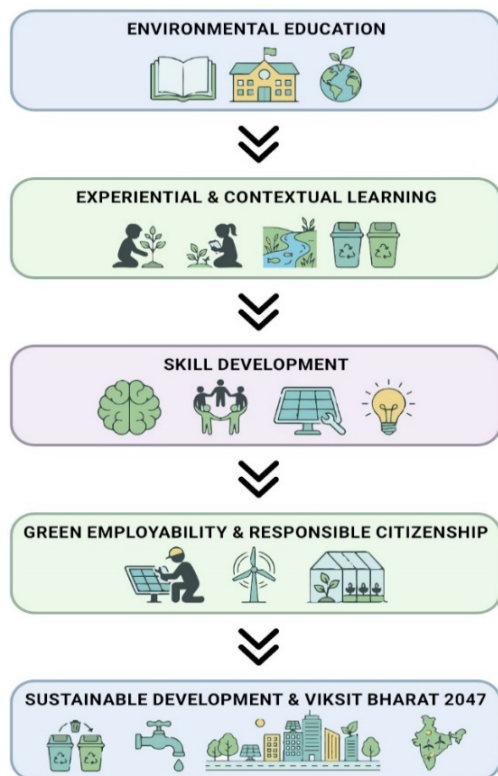 ENVIRONMENTAL EDUCATION
EXPERIENTIAL & CONTEXTUAL LEARNING
SKILL DEVELOPMENT
GREEN EMPLOYABILITY & RESPONSIBLE CITIZENSHIP
SUSTAINABLE DEVELOPMENT & VIKSIT BHARAT 2047